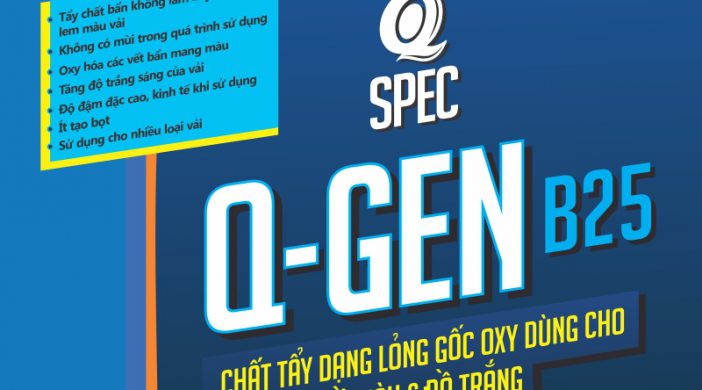 Tẩy chất bẩn không làm
lem màu vải
Không có mùi trong quá trình sử dụng
Oxy hóa các vết bẩn mang màu
Tăng độ trắng sáng của vải
Độ đậm đặc cao, kinh tế khi sử dụng
Ít tạo bọt
Sử dụng cho nhiều loại vải
Q
SPEC
Q-GEN B25
CHẤT TẨY DẠNG LỎNG GỐC OXY DÙNG CHO
& ĐỒ TRẮNG